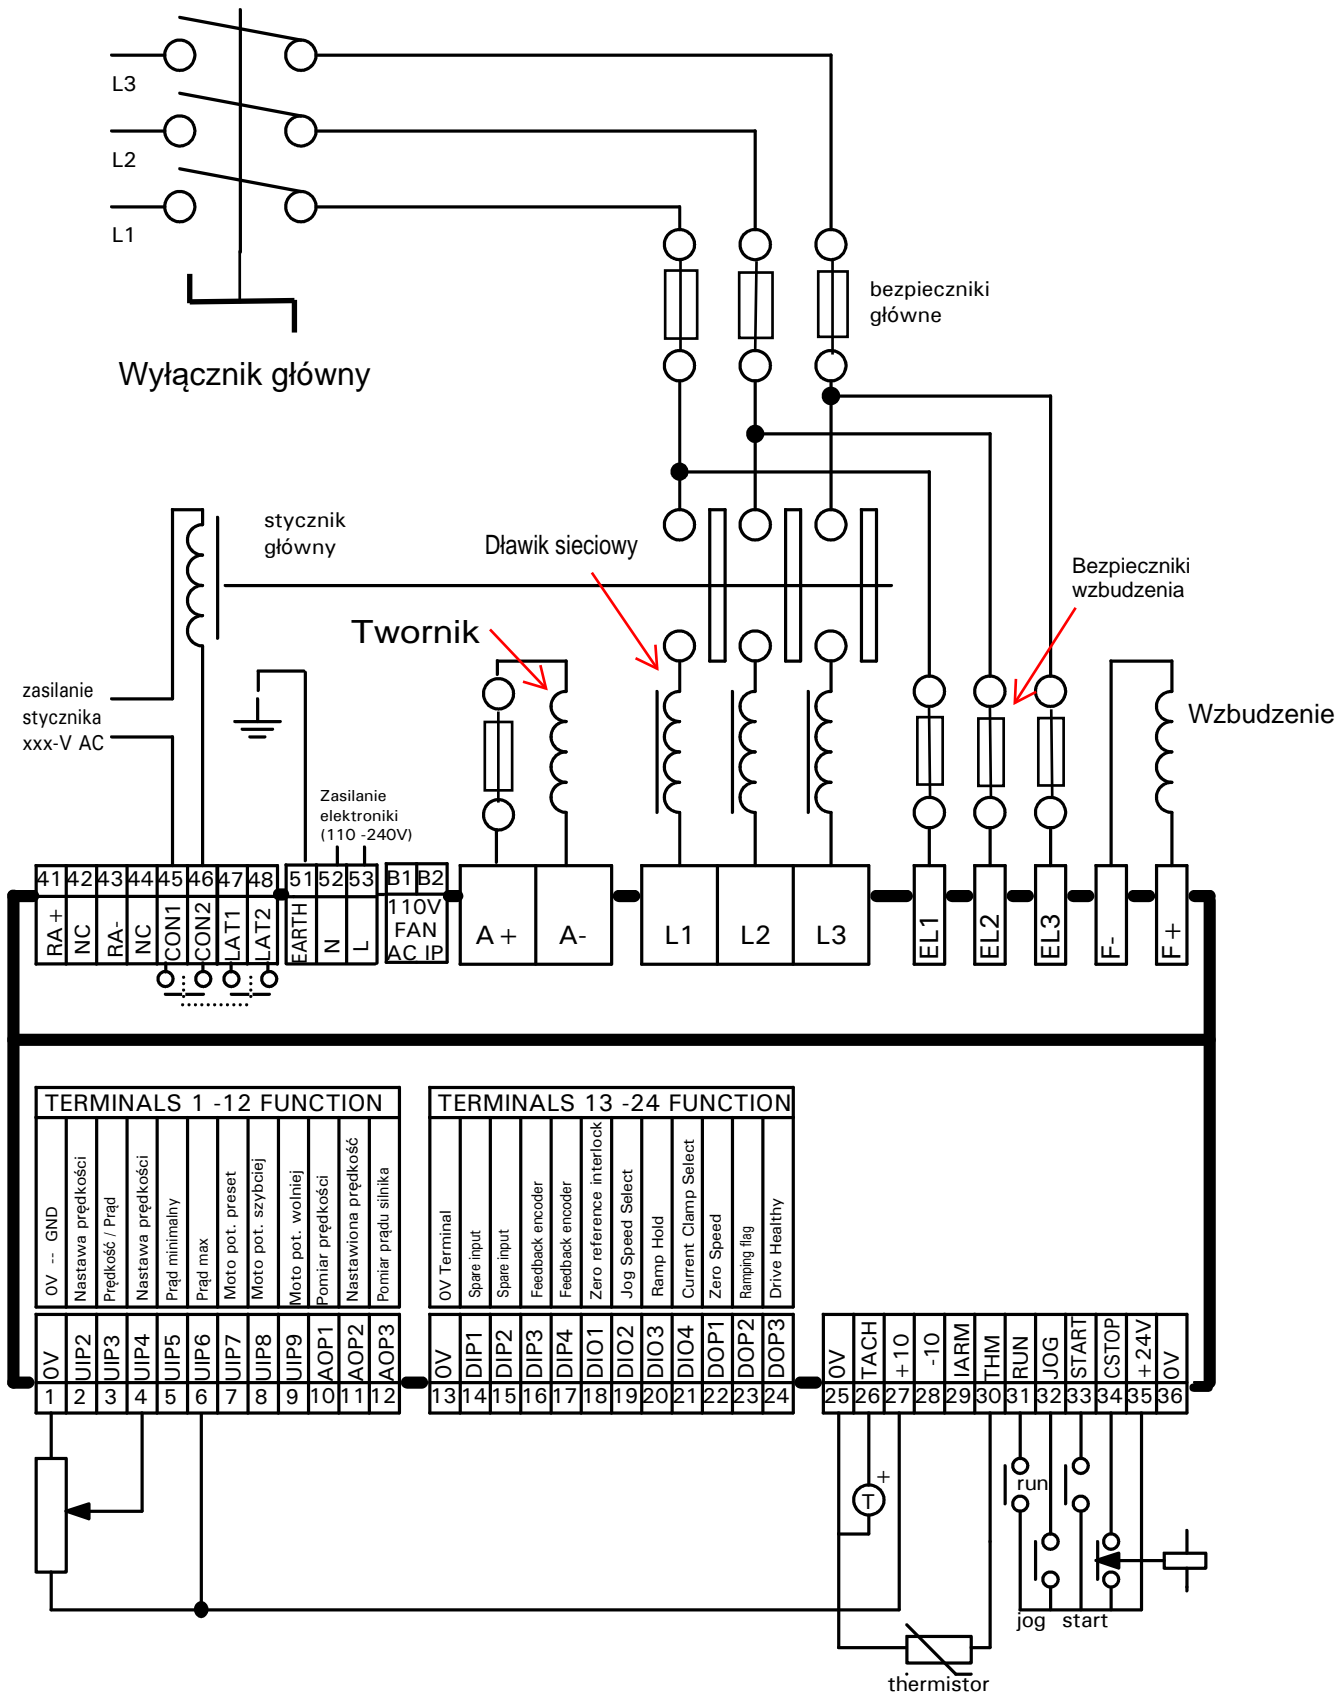 L3
L2
L1
Wyłącznik główny
bezpieczniki
główne
stycznik
główny
Dławik sieciowy
Bezpieczniki
wzbudzenia
Twornik
zasilanie
stycznika
xxx-V AC
Wzbudzenie
Zasilanie
elektroniki
(110 -240V)
41 42 43 44 45 46 47 48 51 52 53 B1 B2
RA+
NC
RA-
NC
CON1
CON2
LAT1
LAT2
EARTH
N
L
110V
FAN
AC IP
A+
A-
L1
L2
L3
EL1
EL2
EL3
F-
F+
TERMINALS 1 -12 FUNCTION
0V -- GND
Nastawa prędkości
Prędkość / Prąd
Nastawa prędkości
Prąd minimalny
Prąd max
Moto pot. preset
Moto pot. szybciej
Moto pot. wolniej
Pomiar prędkości
Nastawiona prędkość
Pomiar prądu silnika
0V
UIP2
UIP3
UIP4
UIP5
UIP6
UIP7
UIP8
UIP9
AOP1
AOP2
AOP3
1 2 3 4 5 6 7 8 9 10 11 12
TERMINALS 13 -24 FUNCTION
0V Terminal
Spare input
Spare input
Feedback encoder
Feedback encoder
Zero reference interlock
Jog Speed Select
Ramp Hold
Current Clamp Select
Zero Speed
Ramping flag
Drive Healthy
0V
DIP1
DIP2
DIP3
DIP4
DIO1
DIO2
DIO3
DIO4
DOP1
DOP2
DOP3
13 14 15 16 17 18 19 20 21 22 23 24
0V
TACH
+10
-10
IARM
THM
RUN
JOG
START
CSTOP
+24V
0V
25 26 27 28 29 30 31 32 33 34 35 36
+
T
run
jog
start
thermistor